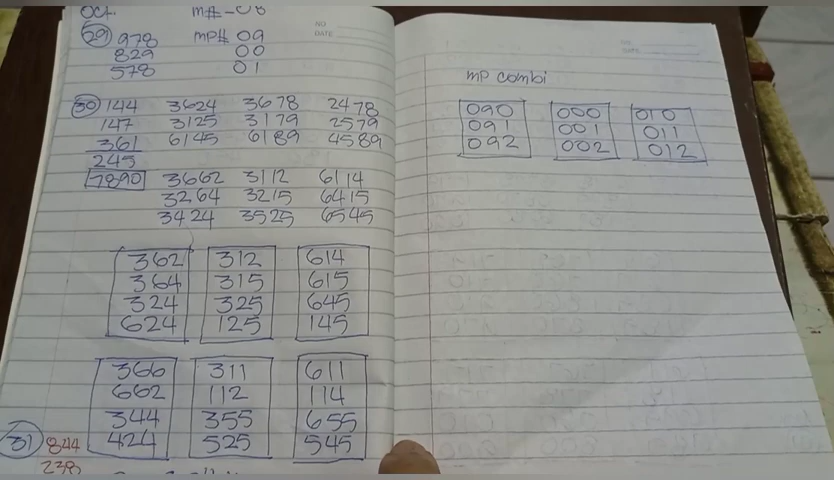 Oct. M# - 08
29 978 MP# 09
829 00
578 01
30 144 3624 3678 2478
147 3125 3179 2579
361 6145 6189 4589
245
7890 3662 3112 6114
3264 3215 6415
3424 3525 6545
362 312 614
364 315 615
324 325 645
624 125 145
366 311 611
662 112 114
344 355 655
424 525 545
31 844
238
NO
DATE
MP combi
090 000 010
091 001 011
092 002 012